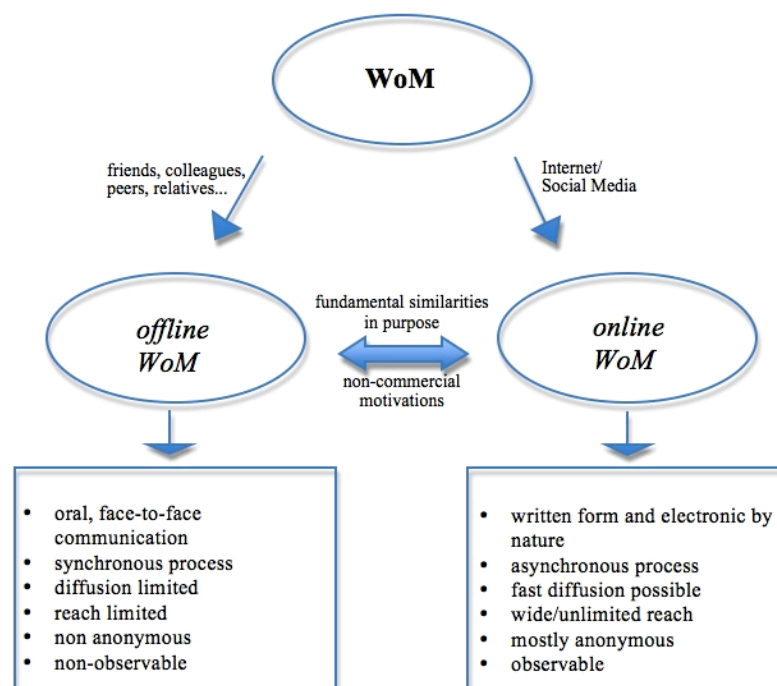 WoM
friends, colleagues,
peers, relatives...
Internet/
Social Media
offline
WoM
fundamental similarities
in purpose
non-commercial
motivations
online
WoM
• oral, face-to-face
communication
• synchronous process
• diffusion limited
• reach limited
• non anonymous
• non-observable
• written form and electronic by
nature
• asynchronous process
• fast diffusion possible
• wide/unlimited reach
• mostly anonymous
• observable